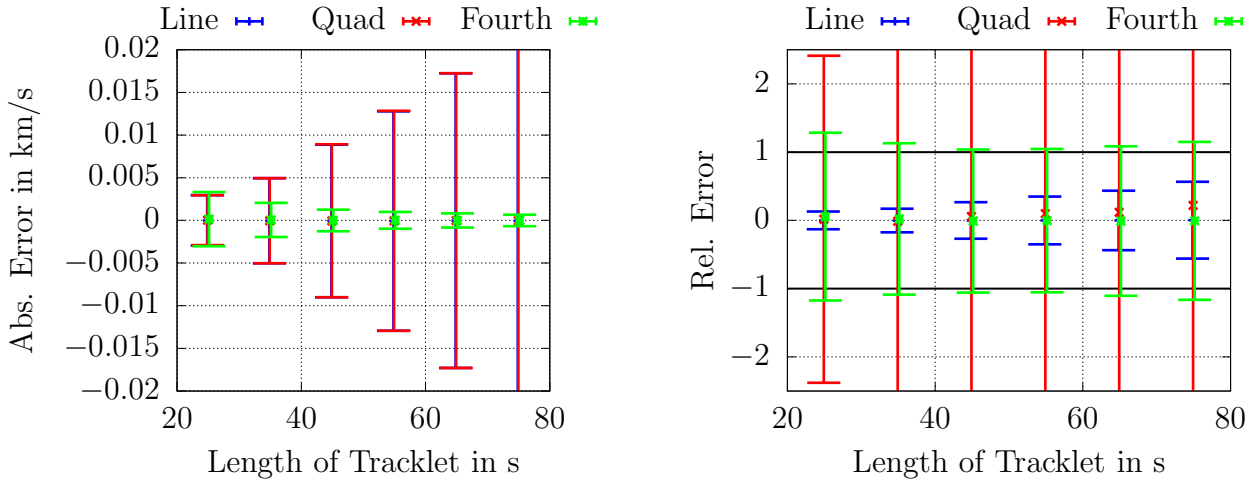 Line Quad Fourth
0.02
0.015
0.01
0.005
0
−0.005
−0.01
−0.015
−0.02
20 40 60 80
Abs. Error in km/s
Length of Tracklet in s
Line Quad Fourth
2
1
0
−1
−2
20 40 60 80
Rel. Error
Length of Tracklet in s